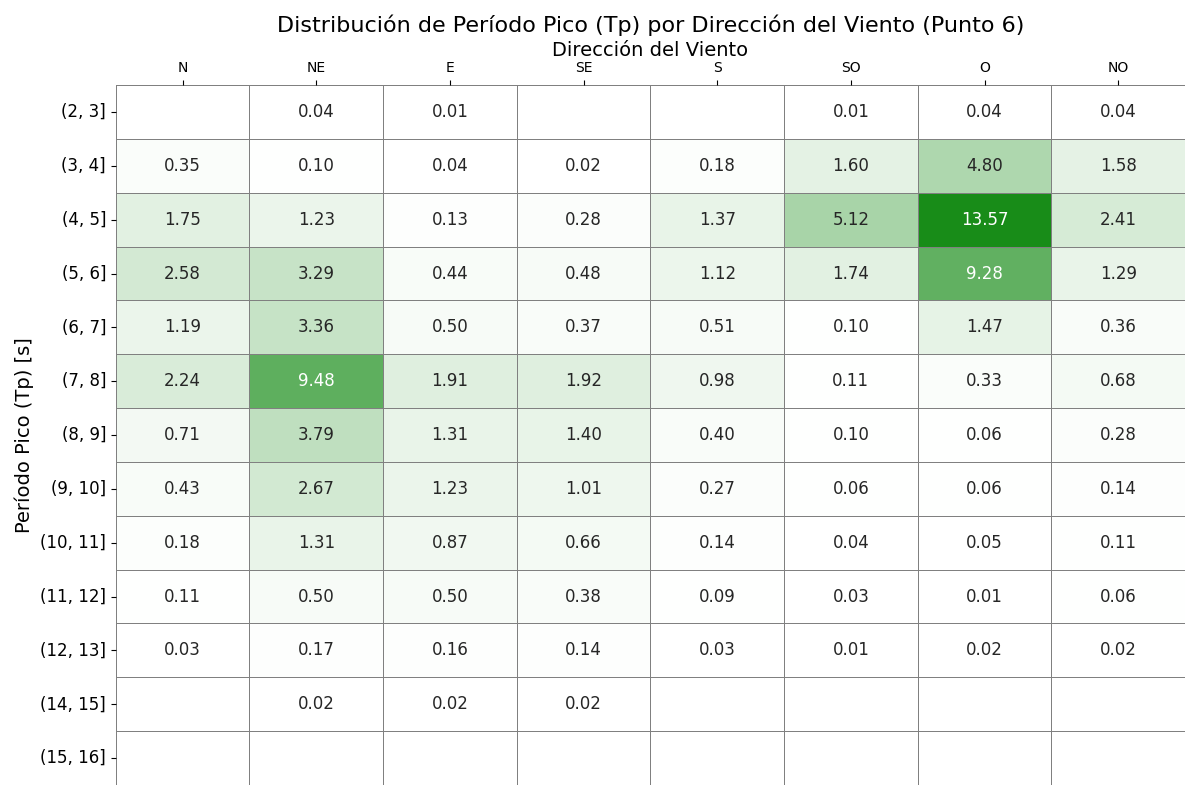 Distribución de Período Pico (Tp) por Dirección del Viento (Punto 6)
Dirección del Viento
N NE E SE S SO O NO
Período Pico (Tp) [s]
(2, 3] 0.04 0.01 0.01 0.04 0.04
(3, 4] 0.35 0.10 0.04 0.02 0.18 1.60 4.80 1.58
(4, 5] 1.75 1.23 0.13 0.28 1.37 5.12 13.57 2.41
(5, 6] 2.58 3.29 0.44 0.48 1.12 1.74 9.28 1.29
(6, 7] 1.19 3.36 0.50 0.37 0.51 0.10 1.47 0.36
(7, 8] 2.24 9.48 1.91 1.92 0.98 0.11 0.33 0.68
(8, 9] 0.71 3.79 1.31 1.40 0.40 0.10 0.06 0.28
(9, 10] 0.43 2.67 1.23 1.01 0.27 0.06 0.06 0.14
(10, 11] 0.18 1.31 0.87 0.66 0.14 0.04 0.05 0.11
(11, 12] 0.11 0.50 0.50 0.38 0.09 0.03 0.01 0.06
(12, 13] 0.03 0.17 0.16 0.14 0.03 0.01 0.02 0.02
(14, 15] 0.02 0.02 0.02
(15, 16]